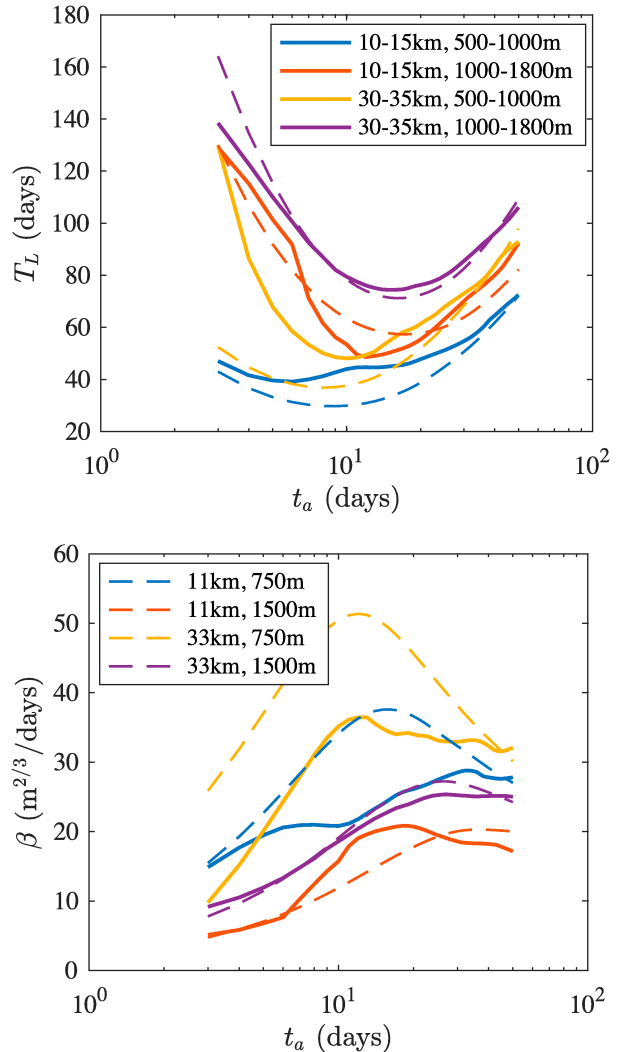 180
160
140
120
100
80
60
40
20
T_L (days)
10-15km, 500-1000m
10-15km, 1000-1800m
30-35km, 500-1000m
30-35km, 1000-1800m
10^0 10^1 10^2
t_a (days)
60
50
40
30
20
10
0
β (m^{2/3}/days)
11km, 750m
11km, 1500m
33km, 750m
33km, 1500m
10^0 10^1 10^2
t_a (days)